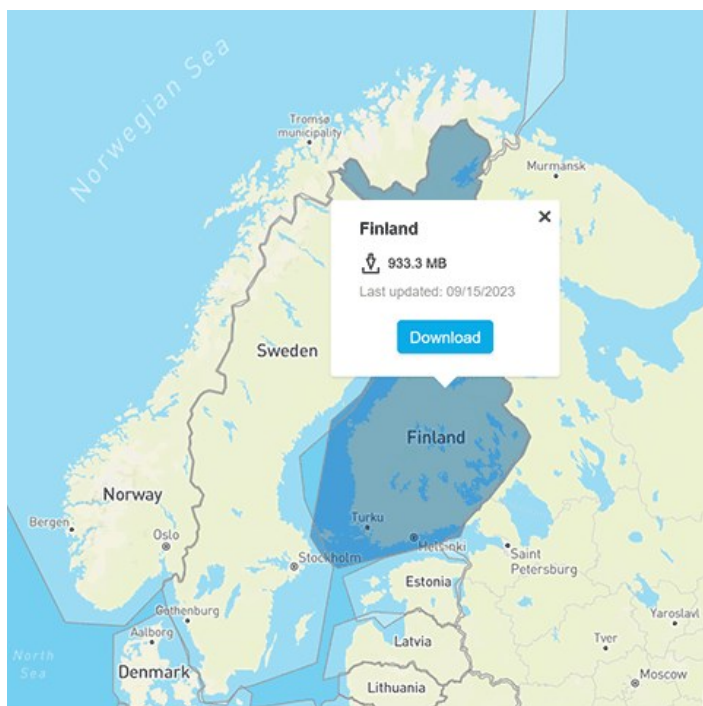 Norwegian Sea
Tromsø
municipality
Murmansk
Finland
933.3 MB
Last updated: 09/15/2023
Download
Sweden
Finland
Norway
Bergen
Oslo
Turku
Helsinki
Stockholm
Saint
Petersburg
Estonia
Gothenburg
Yaroslavl
Aalborg
Tver
Latvia
North
Sea
Denmark
Moscow
Lithuania